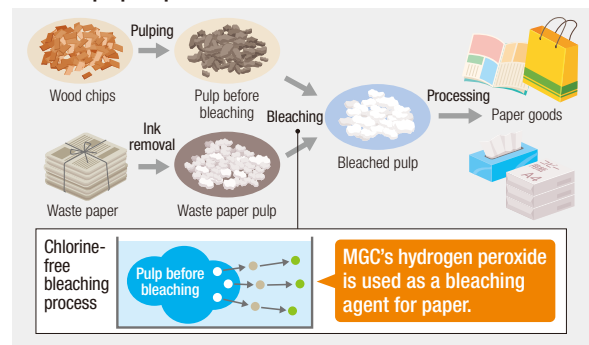 Pulping
Wood chips
Pulp before
bleaching
Bleaching
Processing
Paper goods
Bleached pulp
Ink
removal
Waste paper
Waste paper pulp
A4
Chlorine-
free
bleaching
process
Pulp before
bleaching
MGC's hydrogen peroxide
is used as a bleaching
agent for paper.